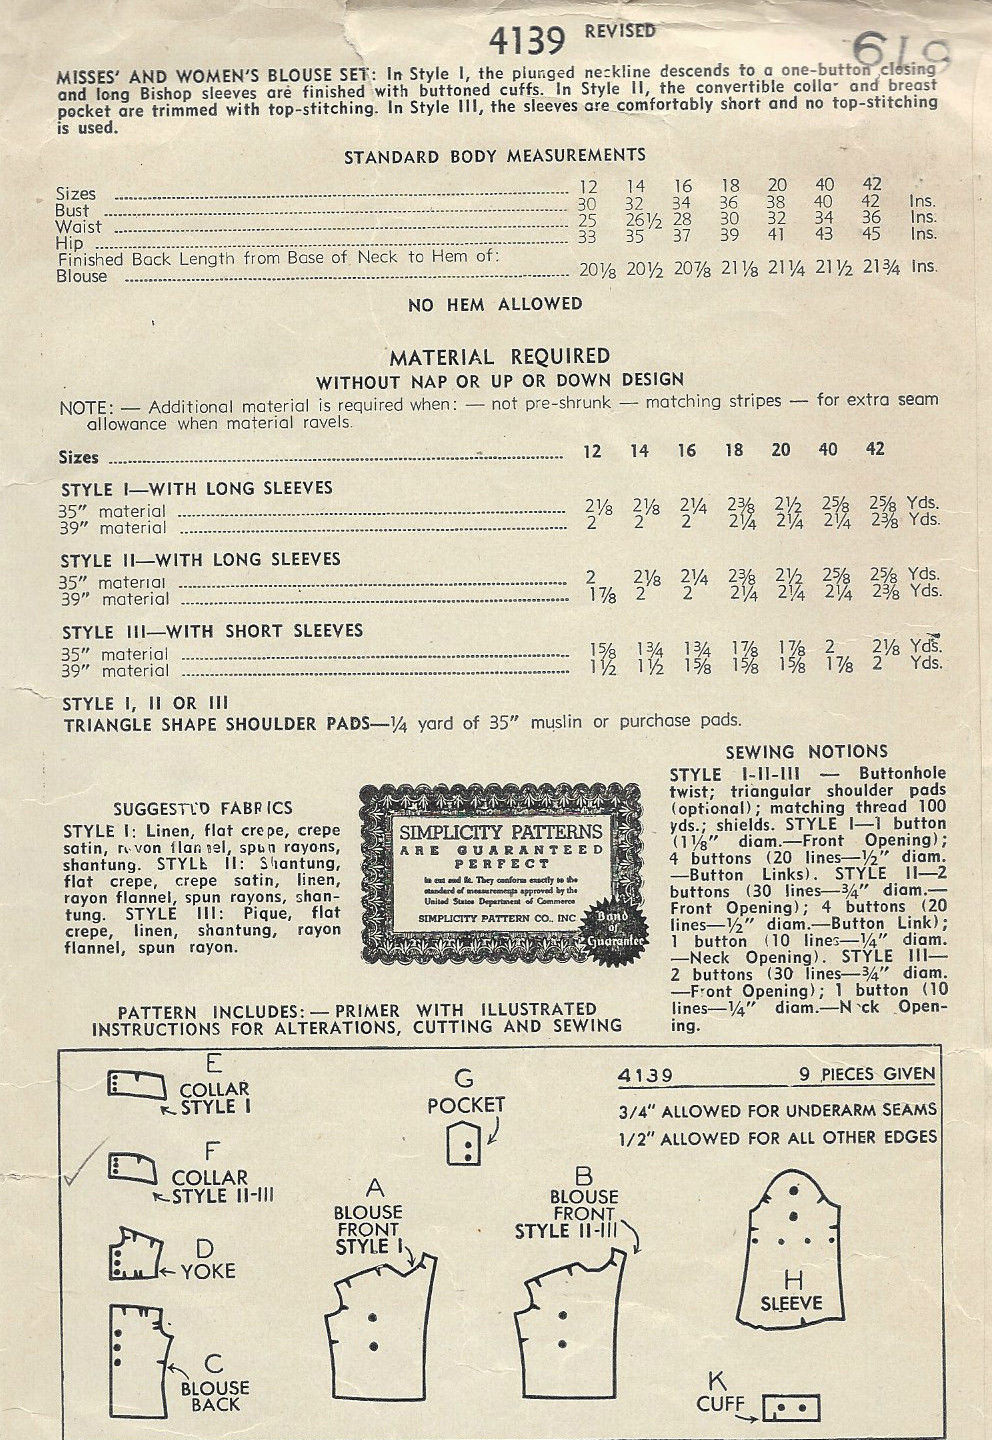 4139 REVISED
619
MISSES' AND WOMEN'S BLOUSE SET: In Style I, the plunged neckline descends to a one-button closing
and long Bishop sleeves are finished with buttoned cuffs. In Style II, the convertible collar and breast
pocket are trimmed with top-stitching. In Style III, the sleeves are comfortably short and no top-stitching
is used.
STANDARD BODY MEASUREMENTS
Sizes 12 14 16 18 20 40 42
Bust 30 32 34 36 38 40 42 Ins.
Waist 25 26½ 28 30 32 34 36 Ins.
Hip 33 35 37 39 41 43 45 Ins.
Finished Back Length from Base of Neck to Hem of:
Blouse 20⅛ 20½ 20⅞ 21⅛ 21¼ 21½ 21¾ Ins.
NO HEM ALLOWED
MATERIAL REQUIRED
WITHOUT NAP OR UP OR DOWN DESIGN
NOTE: — Additional material is required when: — not pre-shrunk — matching stripes — for extra seam
allowance when material ravels.
Sizes 12 14 16 18 20 40 42
STYLE I—WITH LONG SLEEVES
35" material 2⅛ 2⅛ 2¼ 2⅜ 2½ 2⅝ 2⅝ Yds.
39" material 2 2 2 2¼ 2¼ 2¼ 2⅜ Yds.
STYLE II—WITH LONG SLEEVES
35" material 2 2⅛ 2¼ 2⅜ 2½ 2⅝ 2⅝ Yds.
39" material 1⅞ 2 2 2¼ 2¼ 2¼ 2⅜ Yds.
STYLE III—WITH SHORT SLEEVES
35" material 1⅝ 1¾ 1¾ 1⅞ 1⅞ 2 2⅛ Yds.
39" material 1½ 1½ 1⅝ 1⅝ 1⅝ 1⅞ 2 Yds.
STYLE I, II OR III
TRIANGLE SHAPE SHOULDER PADS—¼ yard of 35" muslin or purchase pads.
SUGGESTED FABRICS
STYLE I: Linen, flat crepe, crepe
satin, rayon flannel, spun rayons,
shantung. STYLE II: Shantung,
flat crepe, crepe satin, linen,
rayon flannel, spun rayons, shan-
tung. STYLE III: Pique, flat
crepe, linen, shantung, rayon
flannel, spun rayon.
SIMPLICITY PATTERNS
ARE GUARANTEED
PERFECT
to cut and fit. They conform exactly to the
standard of measurements approved by the
United States Department of Commerce
SIMPLICITY PATTERN CO., INC
Band
of
Guarantee
SEWING NOTIONS
STYLE I-II-III — Buttonhole
twist; triangular shoulder pads
(optional); matching thread 100
yds.; shields. STYLE I—1 button
(1⅛" diam.—Front Opening);
4 buttons (20 lines—½" diam.
—Button Links). STYLE II—2
buttons (30 lines—¾" diam.—
Front Opening); 4 buttons (20
lines—½" diam.—Button Link);
1 button (10 lines—¼" diam.
—Neck Opening). STYLE III—
2 buttons (30 lines—¾" diam.
—Front Opening); 1 button (10
lines—¼" diam.—Neck Open-
ing.
PATTERN INCLUDES: — PRIMER WITH ILLUSTRATED
INSTRUCTIONS FOR ALTERATIONS, CUTTING AND SEWING
4139 9 PIECES GIVEN
3/4" ALLOWED FOR UNDERARM SEAMS
1/2" ALLOWED FOR ALL OTHER EDGES
E
COLLAR
STYLE I
F
COLLAR
STYLE II-III
D
YOKE
C
BLOUSE
BACK
G
POCKET
A
BLOUSE
FRONT
STYLE I
B
BLOUSE
FRONT
STYLE II-III
H
SLEEVE
K
CUFF